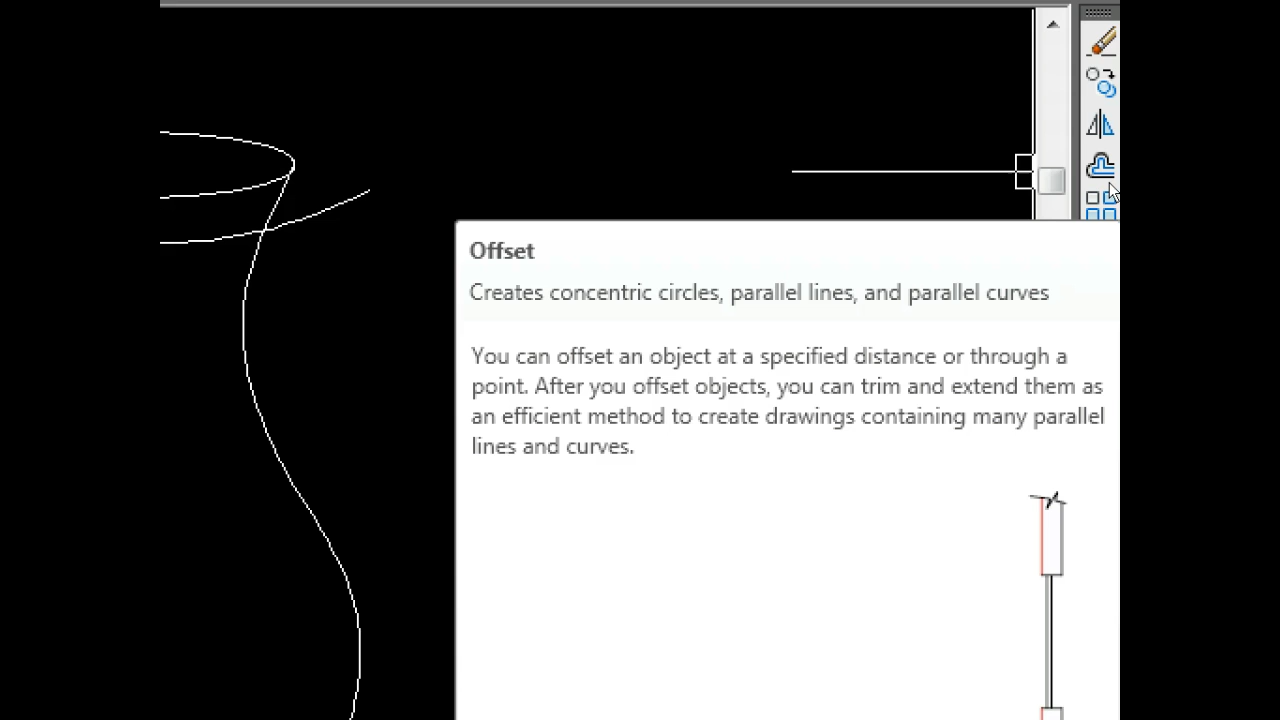 Offset
Creates concentric circles, parallel lines, and parallel curves
You can offset an object at a specified distance or through a
point. After you offset objects, you can trim and extend them as
an efficient method to create drawings containing many parallel
lines and curves.